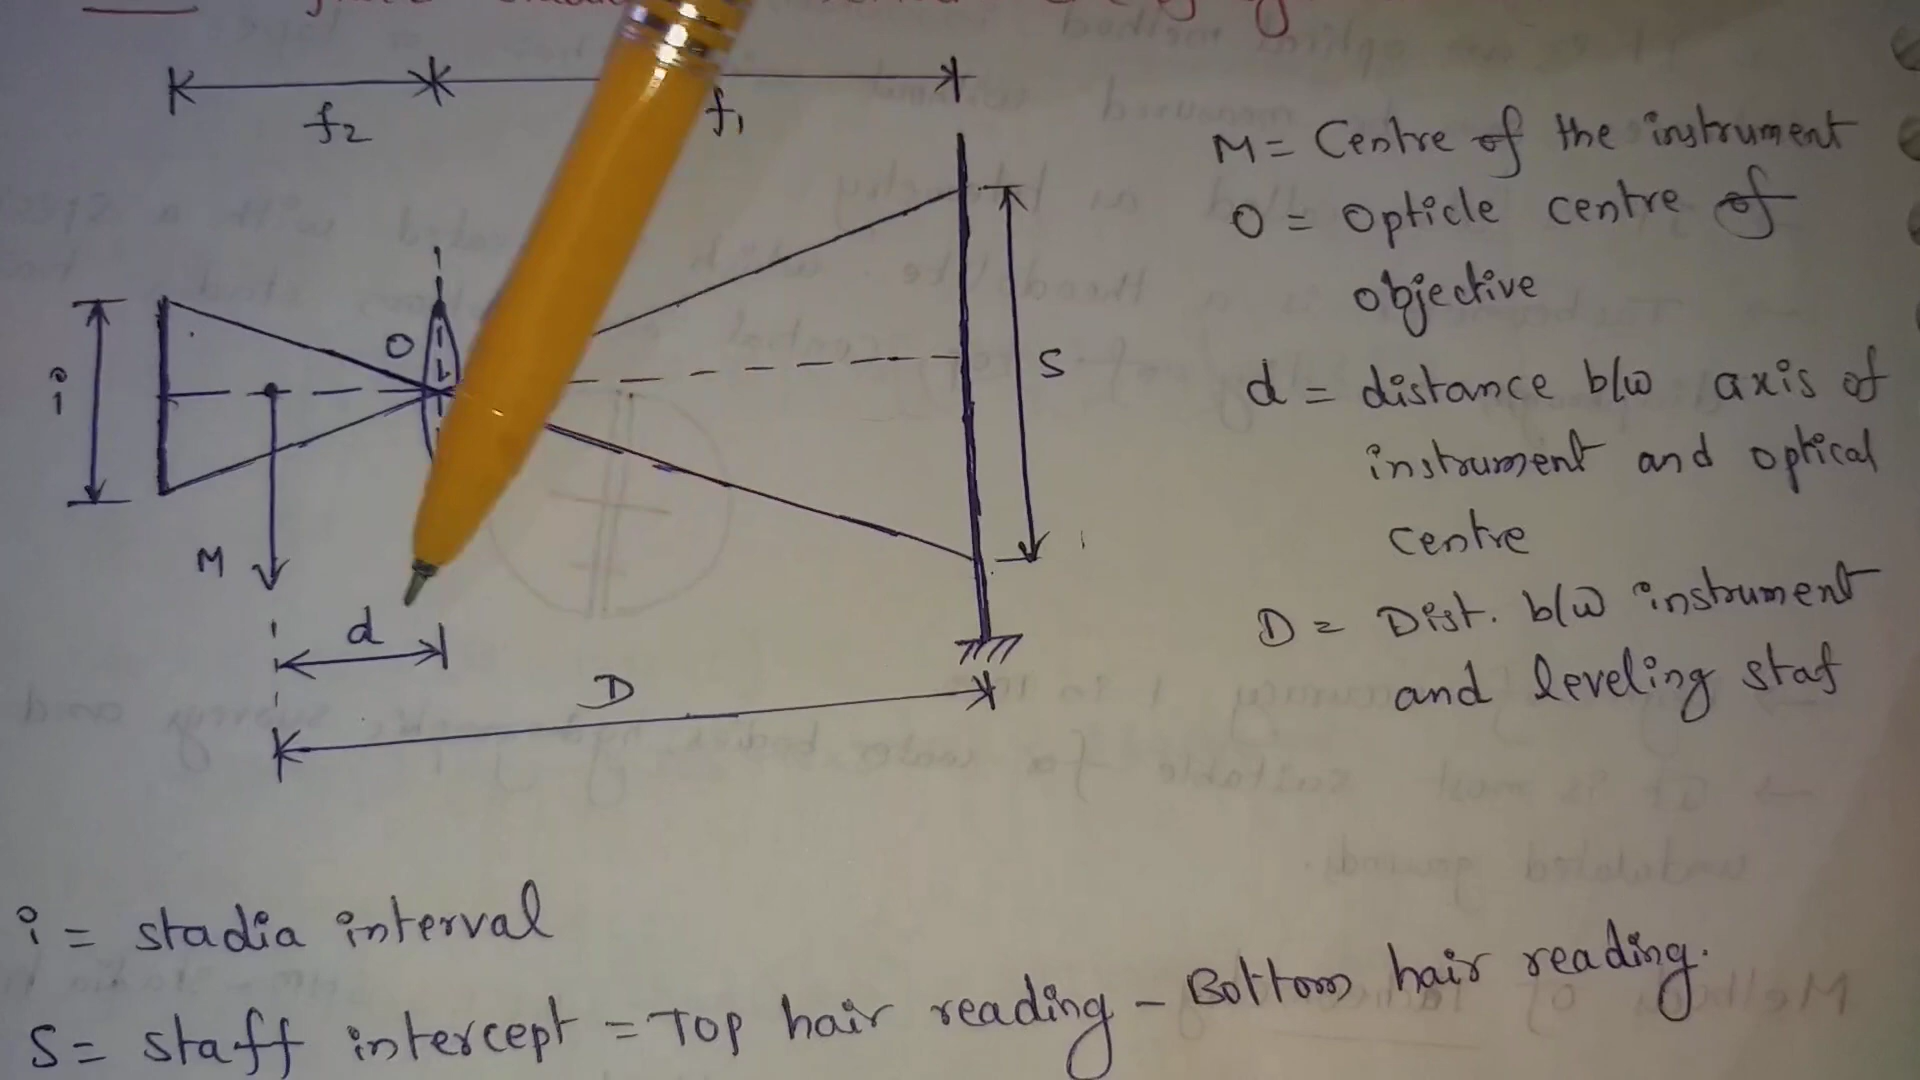 f2
f1
M = Centre of the instrument
O = Opticle centre of
objective
d = distance b/w axis of
instrument and optical
centre
D = Dist. b/w instrument
and leveling staf
O
i
S
M
d
D
i = stadia interval
S = staff intercept = Top hair reading - Bottom hair reading.